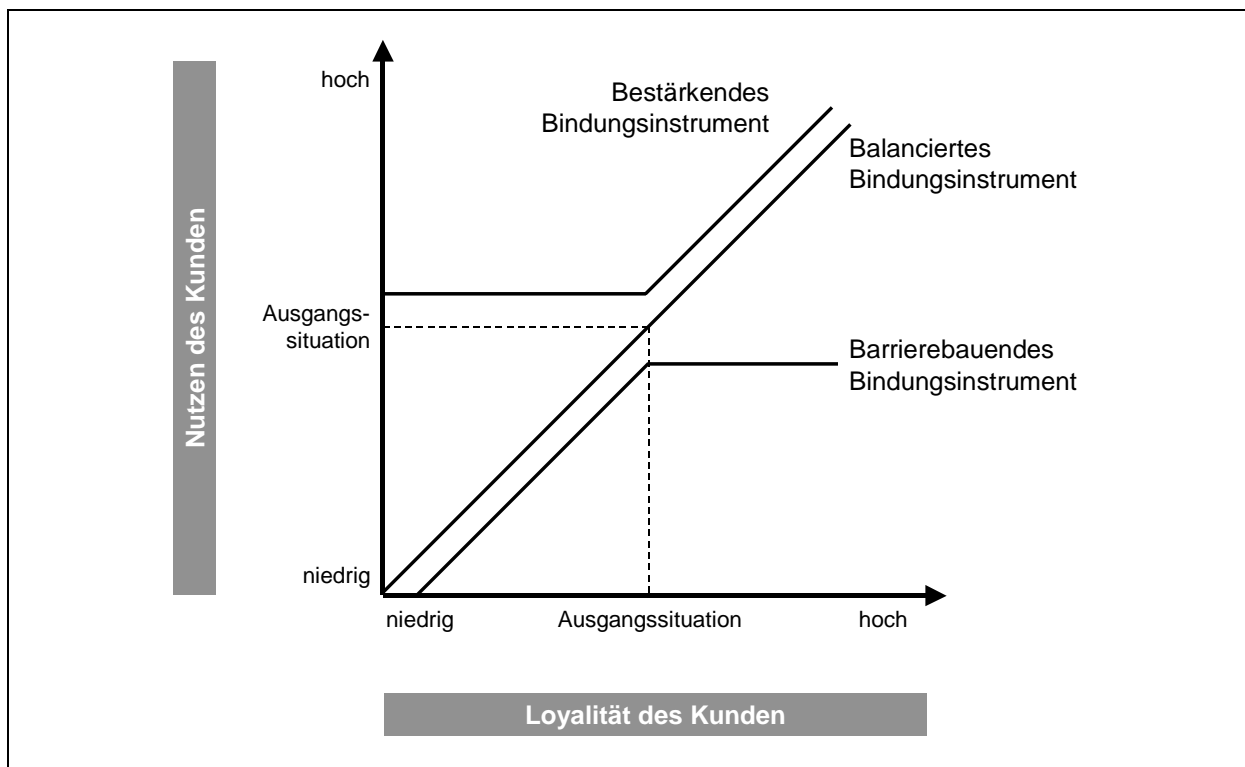 hoch
Bestärkendes
Bindungsinstrument
Balanciertes
Bindungsinstrument
Nutzen des Kunden
Ausgangs-
situation
Barrierebauendes
Bindungsinstrument
niedrig
niedrig
Ausgangssituation
hoch
Loyalität des Kunden